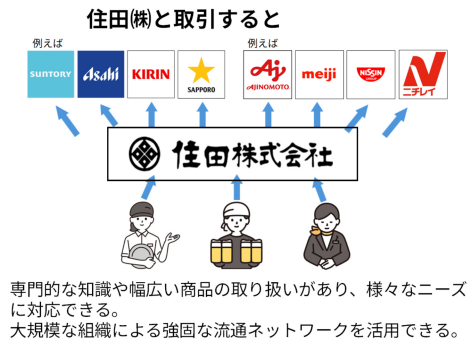 住田㈱と取引すると
例えば
例えば
SUNTORY
Asahi
KIRIN
SAPPORO
Aj
AJINOMOTO
meiji
NISSIN
GROUP
N
ニチレイ
住田株式会社
専門的な知識や幅広い商品の取り扱いがあり、様々なニーズ
に対応できる。
大規模な組織による強固な流通ネットワークを活用できる。